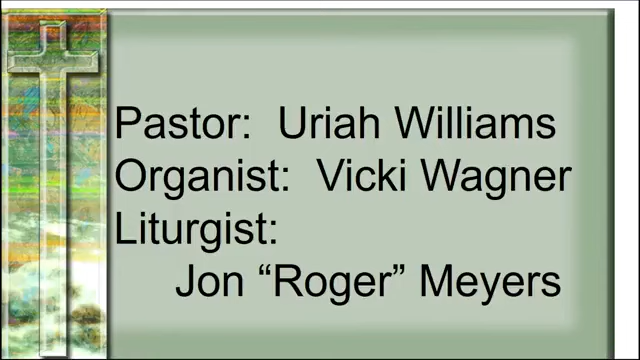 Pastor:  Uriah Williams
Organist:  Vicki Wagner
Liturgist:
Jon “Roger” Meyers